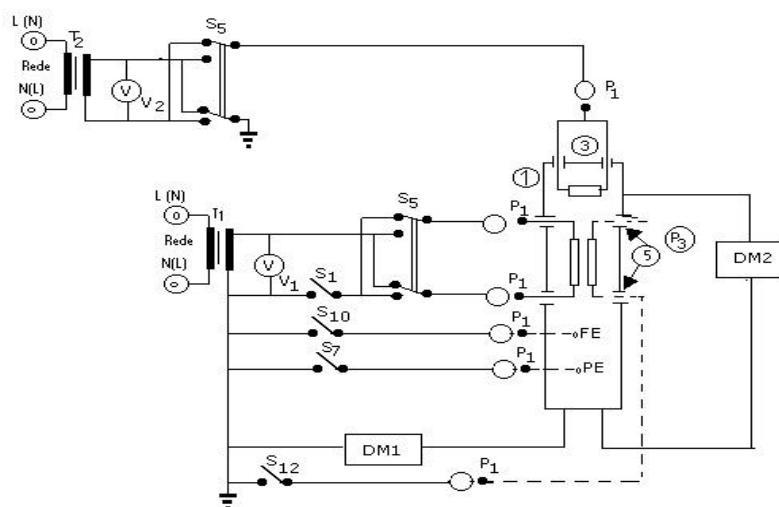 L (N)
T2
S5
Rede
V
V2
N(L)
P1
3
1
L (N)
T1
S5
P1
Rede
P3
V
5
DM2
N(L)
V1
S1
P1
S10
P1
FE
S7
P1
PE
DM1
S12
P1